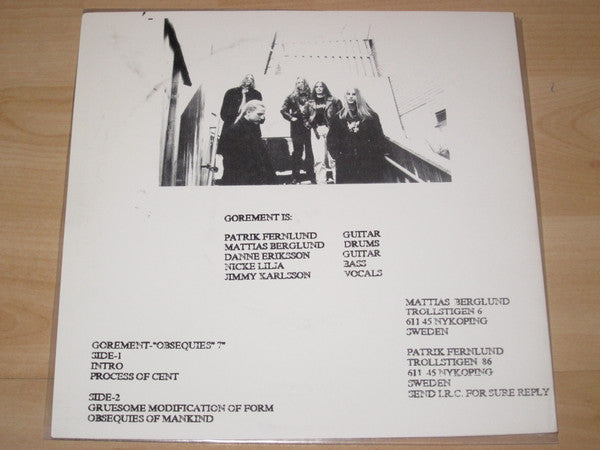 GOREMENT IS:
PATRIK FERNLUND GUITAR
MATTIAS BERGLUND DRUMS
DANNE ERIKSSON GUITAR
NICKE LILJA BASS
JIMMY KARLSSON VOCALS
GOREMENT-"OBSEQUIES" 7"
SIDE-1
INTRO
PROCESS OF CENT
SIDE-2
GRUESOME MODIFICATION OF FORM
OBSEQUIES OF MANKIND
MATTIAS BERGLUND
TROLLSTIGEN 6
611 45 NYKOPING
SWEDEN
PATRIK FERNLUND
TROLLSTIGEN 86
611 45 NYKOPING
SWEDEN
SEND I.R.C. FOR SURE REPLY